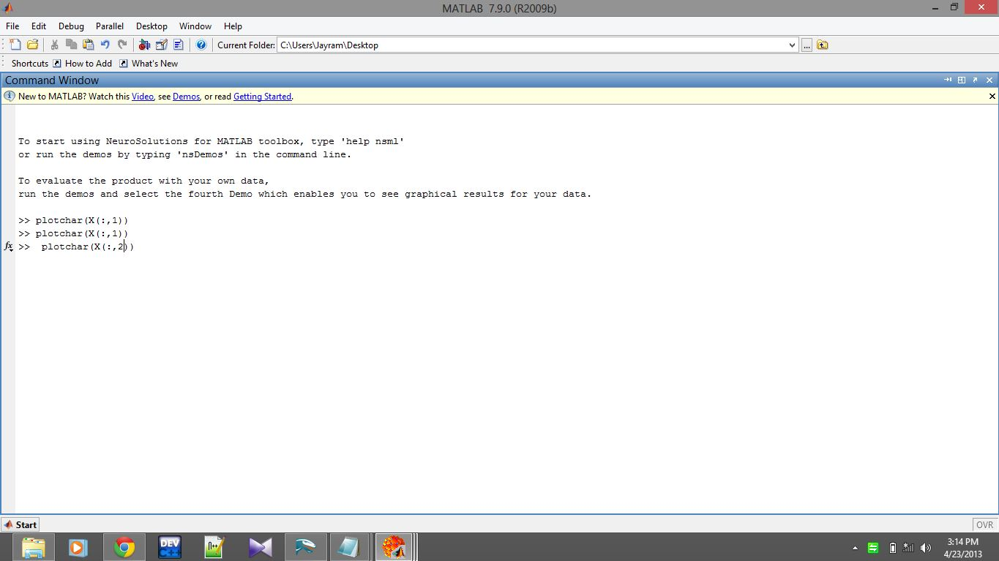 MATLAB 7.9.0 (R2009b)
File Edit Debug Parallel Desktop Window Help
Current Folder: C:\Users\Jayram\Desktop ...
Shortcuts How to Add What's New
Command Window
New to MATLAB? Watch this Video, see Demos, or read Getting Started.
To start using NeuroSolutions for MATLAB toolbox, type 'help nsml'
or run the demos by typing 'nsDemos' in the command line.
To evaluate the product with your own data,
run the demos and select the fourth Demo which enables you to see graphical results for your data.
>> plotchar(X(:,1))
>> plotchar(X(:,1))
fx >>  plotchar(X(:,2))
Start OVR
DEV C++ n++ 3:14 PM
4/23/2013